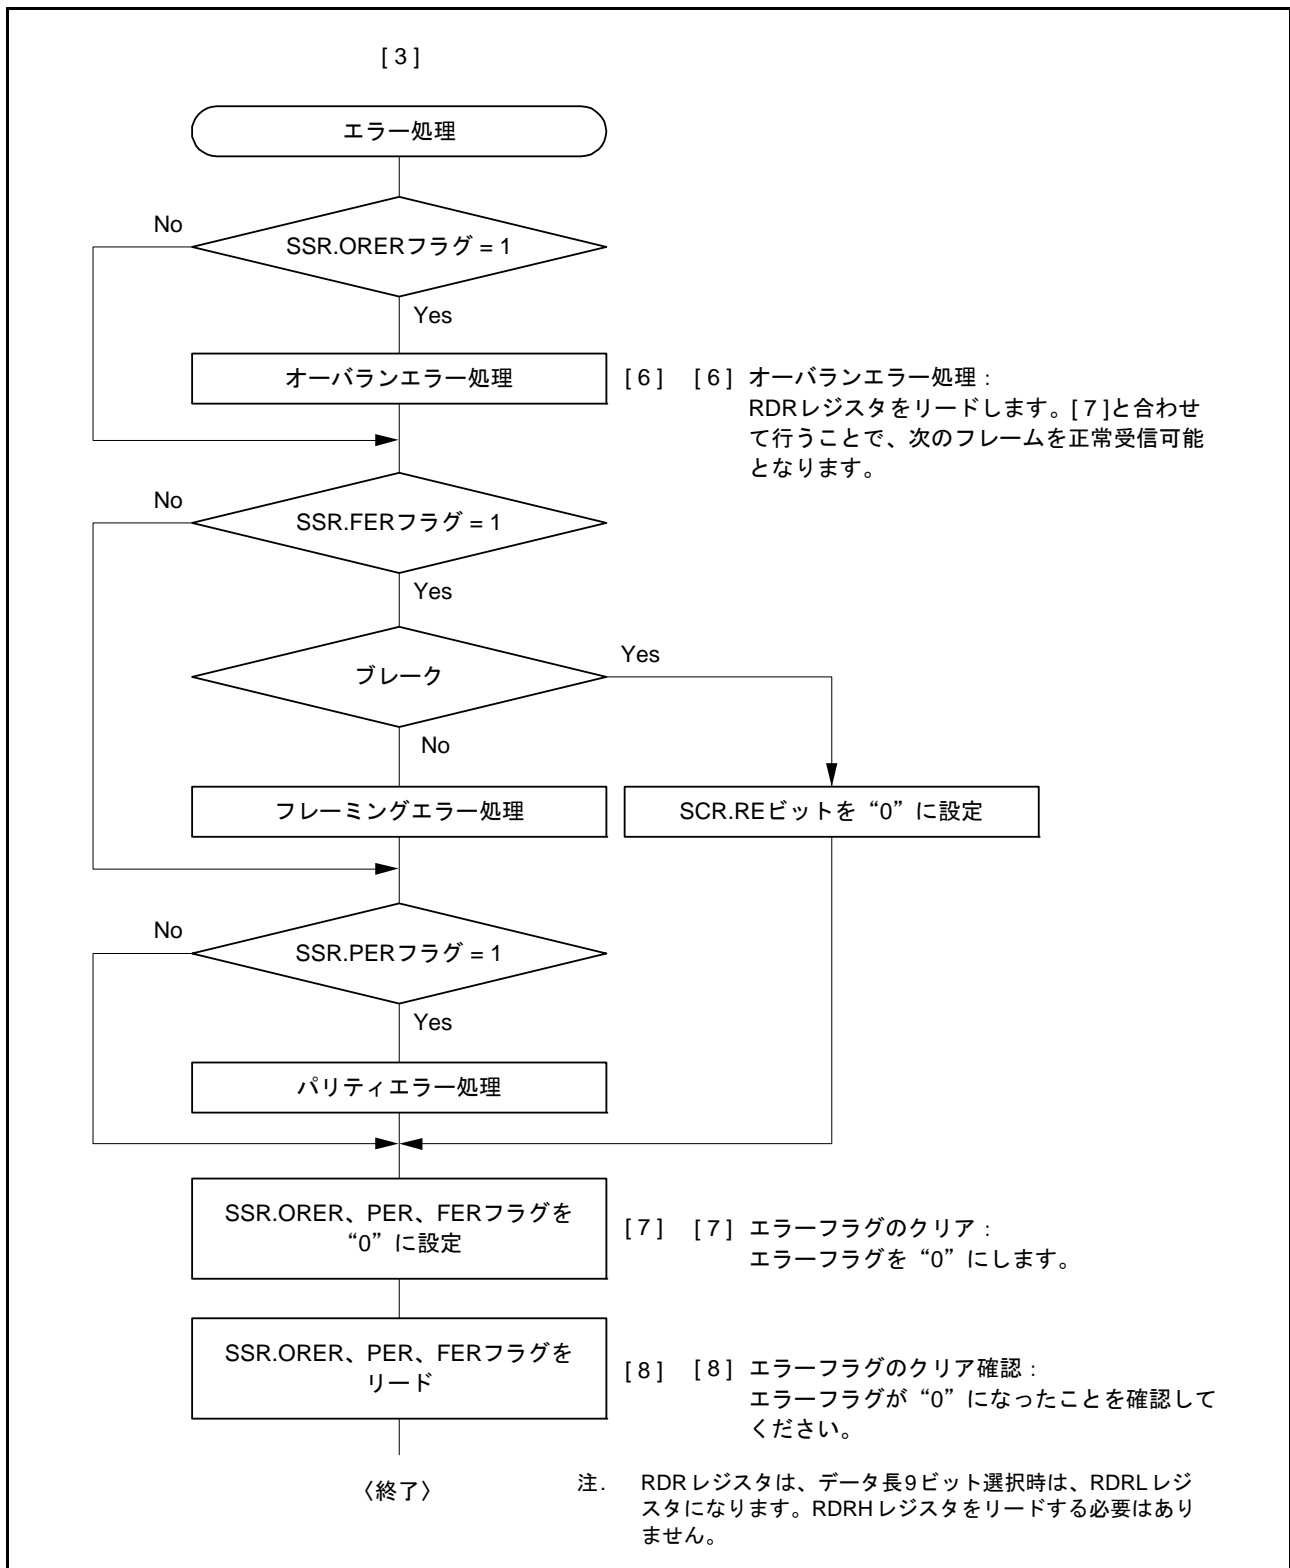 [ 3 ]
エラー処理
No
SSR.ORERフラグ = 1
Yes
オーバランエラー処理
[ 6 ]
[ 6 ] オーバランエラー処理：
RDRレジスタをリードします。[ 7 ]と合わせ
て行うことで、次のフレームを正常受信可能
となります。
No
SSR.FERフラグ = 1
Yes
ブレーク
Yes
No
フレーミングエラー処理
SCR.REビットを“0”に設定
No
SSR.PERフラグ = 1
Yes
パリティエラー処理
SSR.ORER、PER、FERフラグを
“0”に設定
[ 7 ]
[ 7 ] エラーフラグのクリア：
エラーフラグを“0”にします。
SSR.ORER、PER、FERフラグを
リード
[ 8 ]
[ 8 ] エラーフラグのクリア確認：
エラーフラグが“0”になったことを確認して
ください。
〈終了〉
注. RDRレジスタは、データ長9ビット選択時は、RDRLレジ
スタになります。RDRHレジスタをリードする必要はあり
ません。